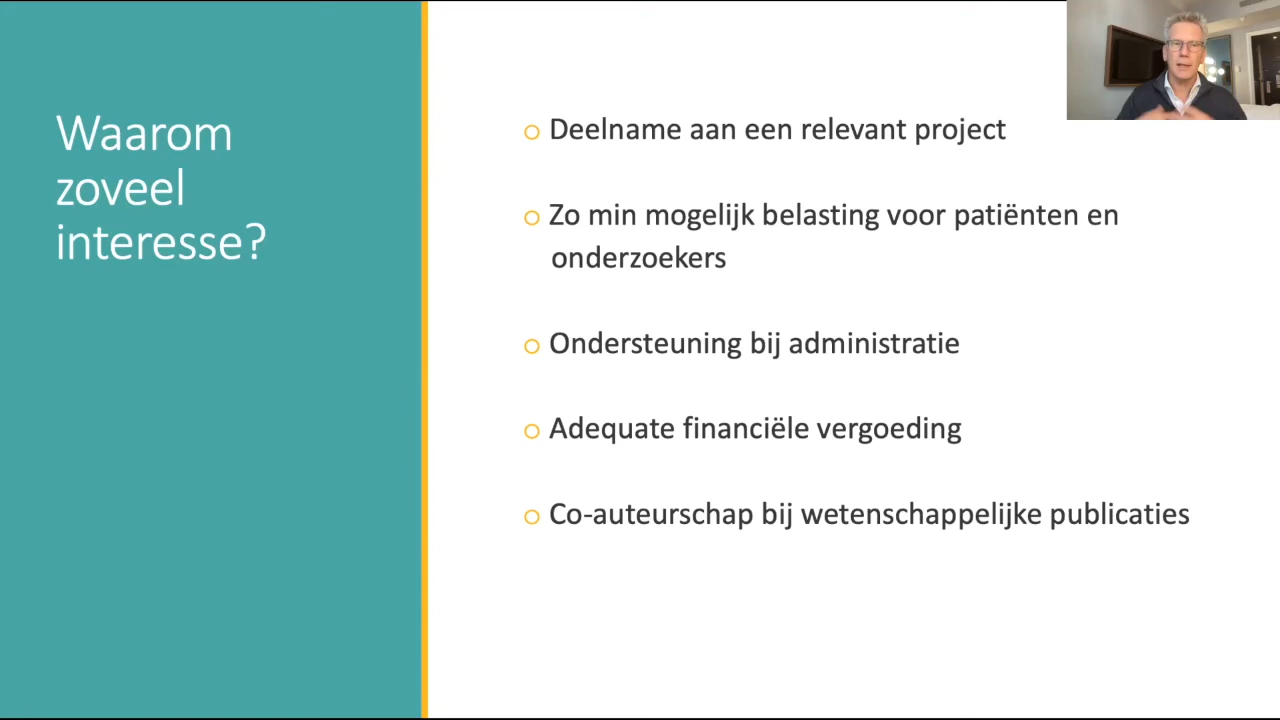 Waarom
zoveel
interesse?
Deelname aan een relevant project
Zo min mogelijk belasting voor patiënten en
onderzoekers
Ondersteuning bij administratie
Adequate financiële vergoeding
Co-auteurschap bij wetenschappelijke publicaties